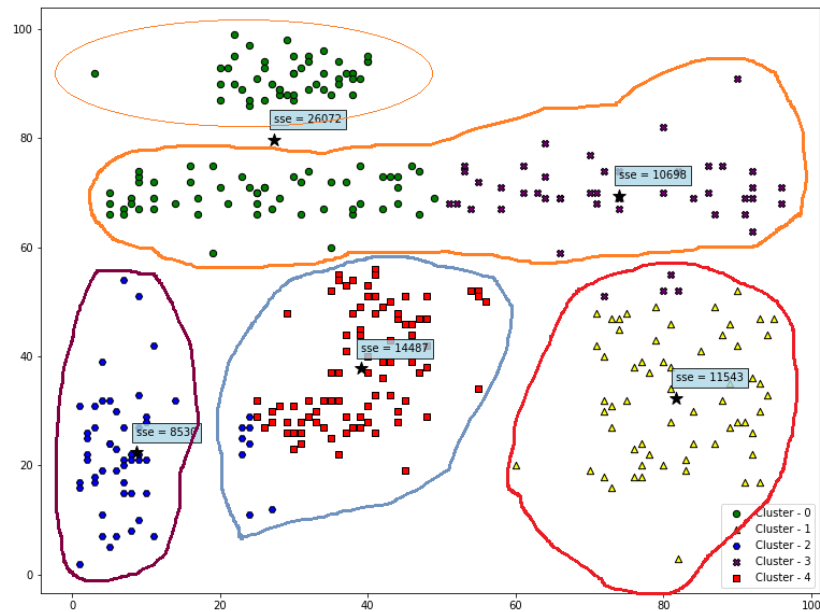 100
80
60
40
20
0
0
20
40
60
80
100
sse = 26072
sse = 10698
sse = 14487
sse = 11543
sse = 8530
Cluster - 0
Cluster - 1
Cluster - 2
Cluster - 3
Cluster - 4